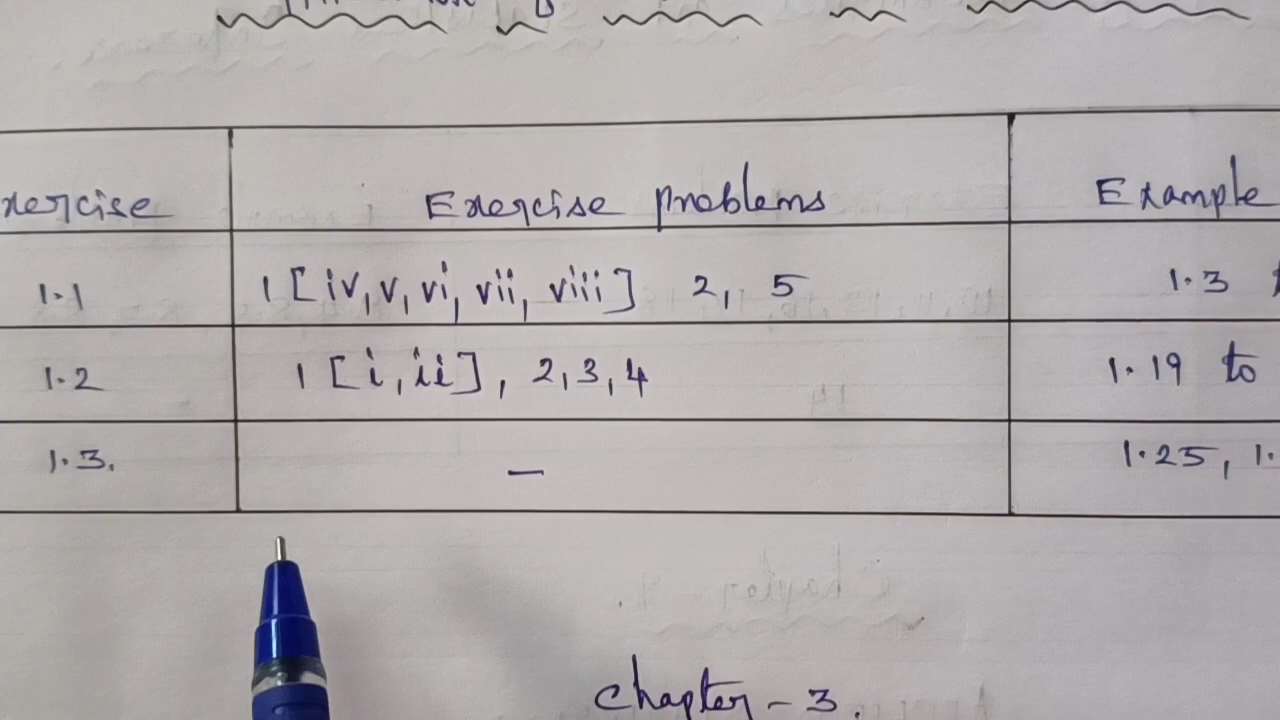 xercise Exercise problems Example
1.1 1 [iv, v, vi, vii, viii] 2, 5 1.3
1.2 1 [i, ii], 2, 3, 4 1.19 to
1.3. — 1.25, 1.
Chapter - 3.